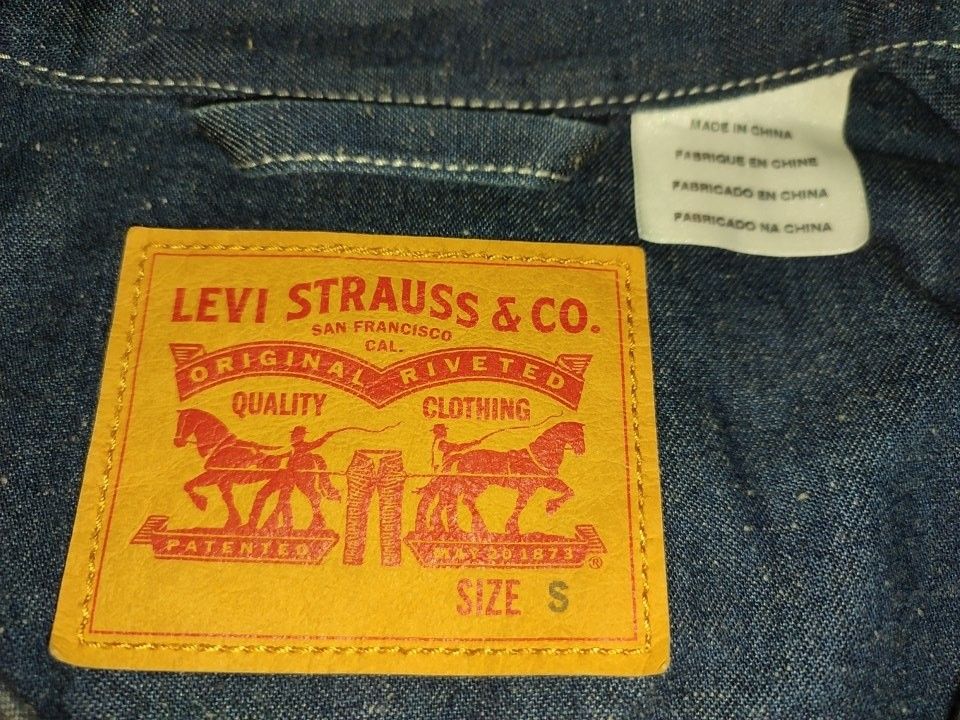 MADE IN CHINA
FABRIQUE EN CHINE
FABRICADO EN CHINA
FABRICADO NA CHINA
LEVI STRAUSS & CO.
SAN FRANCISCO
CAL.
ORIGINAL RIVETED
QUALITY CLOTHING
PATENTED MAY 20 1873
®
SIZE S